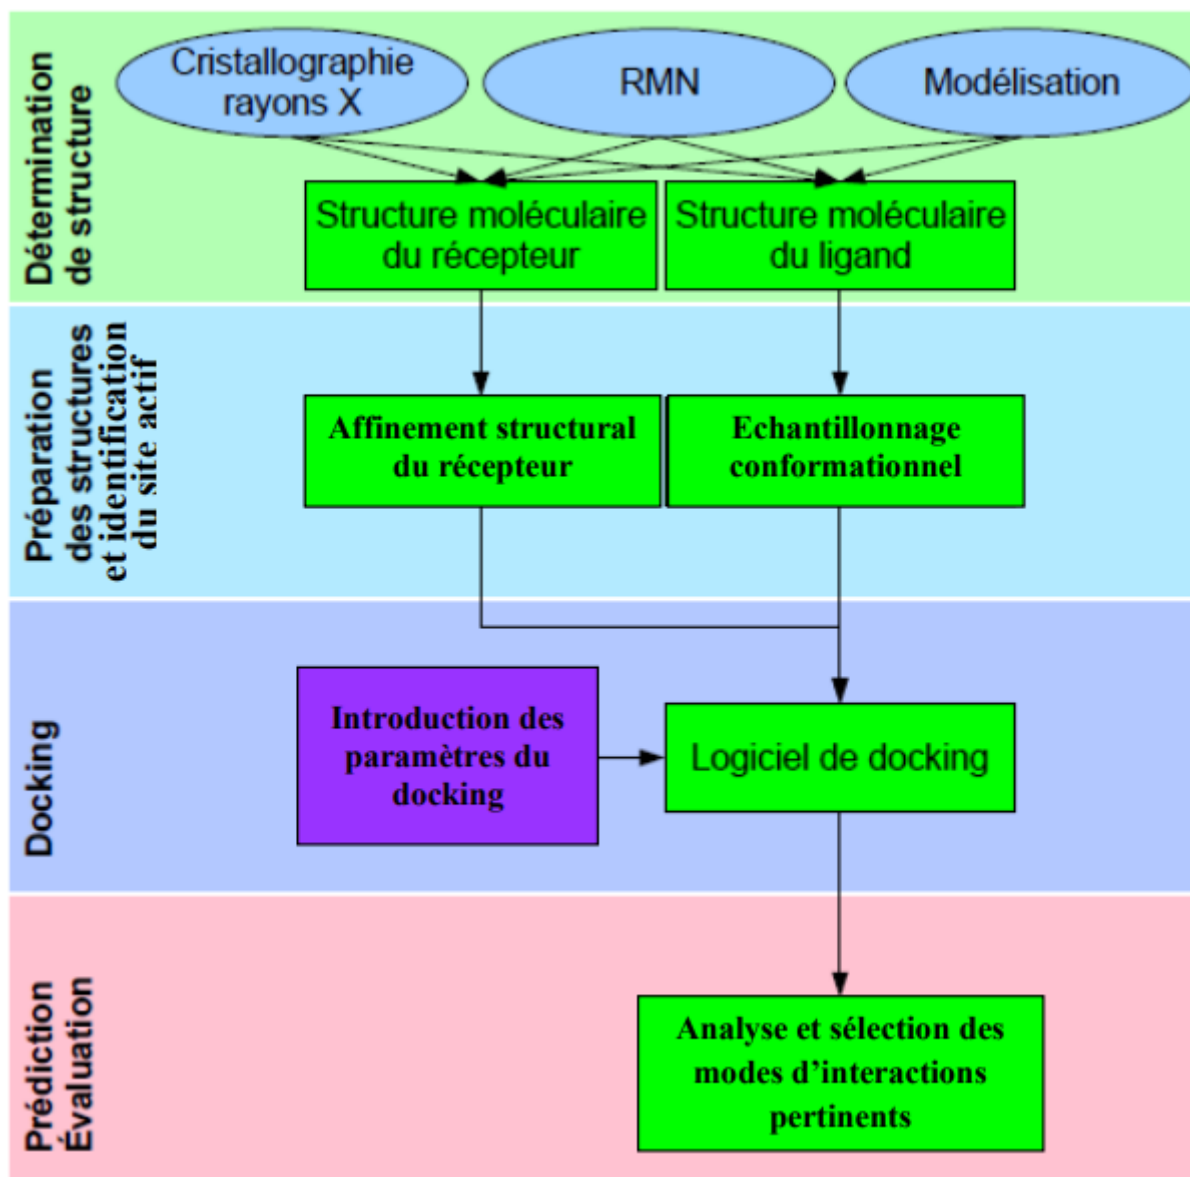 Détermination
de structure
Cristallographie
rayons X
RMN
Modélisation
Structure moléculaire
du récepteur
Structure moléculaire
du ligand
Préparation
des structures
et identification
du site actif
Affinement structural
du récepteur
Echantillonnage
conformationnel
Docking
Introduction des
paramètres du
docking
Logiciel de docking
Prédiction
Évaluation
Analyse et sélection des
modes d’interactions
pertinents